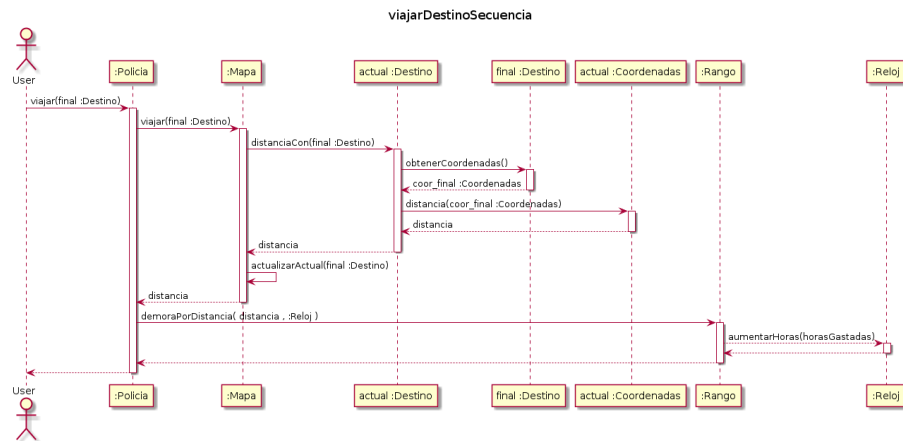 viajarDestinoSecuencia
User
:Policia
:Mapa
actual :Destino
final :Destino
actual :Coordenadas
:Rango
:Reloj
viajar(final :Destino)
viajar(final :Destino)
distanciaCon(final :Destino)
obtenerCoordenadas()
coor_final :Coordenadas
distancia(coor_final :Coordenadas)
distancia
distancia
actualizarActual(final :Destino)
distancia
demoraPorDistancia( distancia , :Reloj )
aumentarHoras(horasGastadas)
User
:Policia
:Mapa
actual :Destino
final :Destino
actual :Coordenadas
:Rango
:Reloj